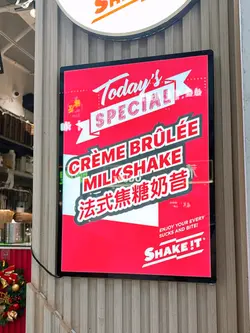 SHAKE IT
Today's
SPECIAL
CRÈME BRÛLÉE
MILKSHAKE
法式焦糖奶昔
ENJOY YOUR EVERY
SUCKS AND BITE!
SHAKE IT